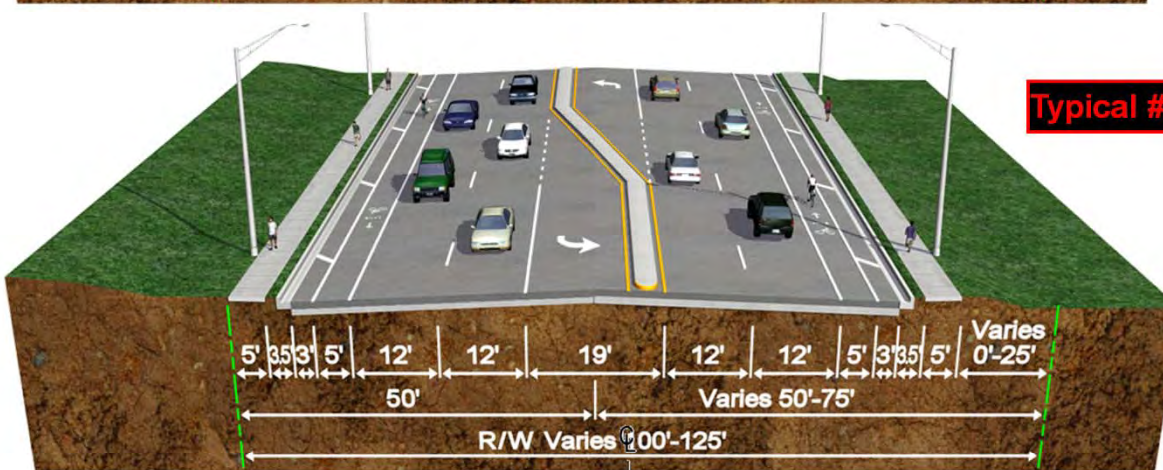 Typical #
Varies
5' 3.5' 3' 5' 12' 12' 19' 12' 12' 5' 3' 3.5' 5' 0'-25'
50' Varies 50'-75'
R/W Varies 100'-125'